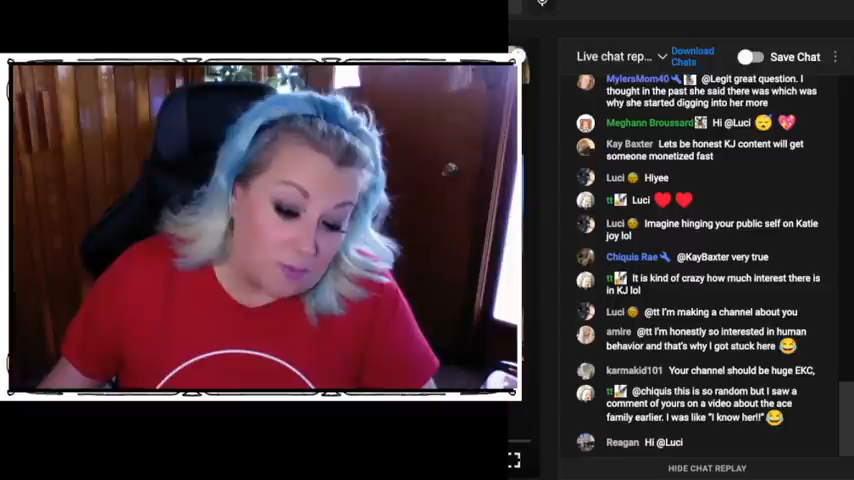 Live chat rep...
Download
Chats
Save Chat
MylersMom40 @Legit great question. I
thought in the past she said there was which was
why she started digging into her more
Meghann Broussard Hi @Luci 😴 💖
Kay Baxter Lets be honest KJ content will get
someone monetized fast
Luci Hiyee
tt Luci ❤️ ❤️
Luci Imagine hinging your public self on Katie
joy lol
Chiquis Rae @KayBaxter very true
tt It is kind of crazy how much interest there is
in KJ lol
Luci @tt I'm making a channel about you
amire @tt I'm honestly so interested in human
behavior and that's why I got stuck here 😂
karmakid101 Your channel should be huge EKC,
tt @chiquis this is so random but I saw a
comment of yours on a video about the ace
family earlier. I was like "I know her!!" 😂
Reagan Hi @Luci
HIDE CHAT REPLAY